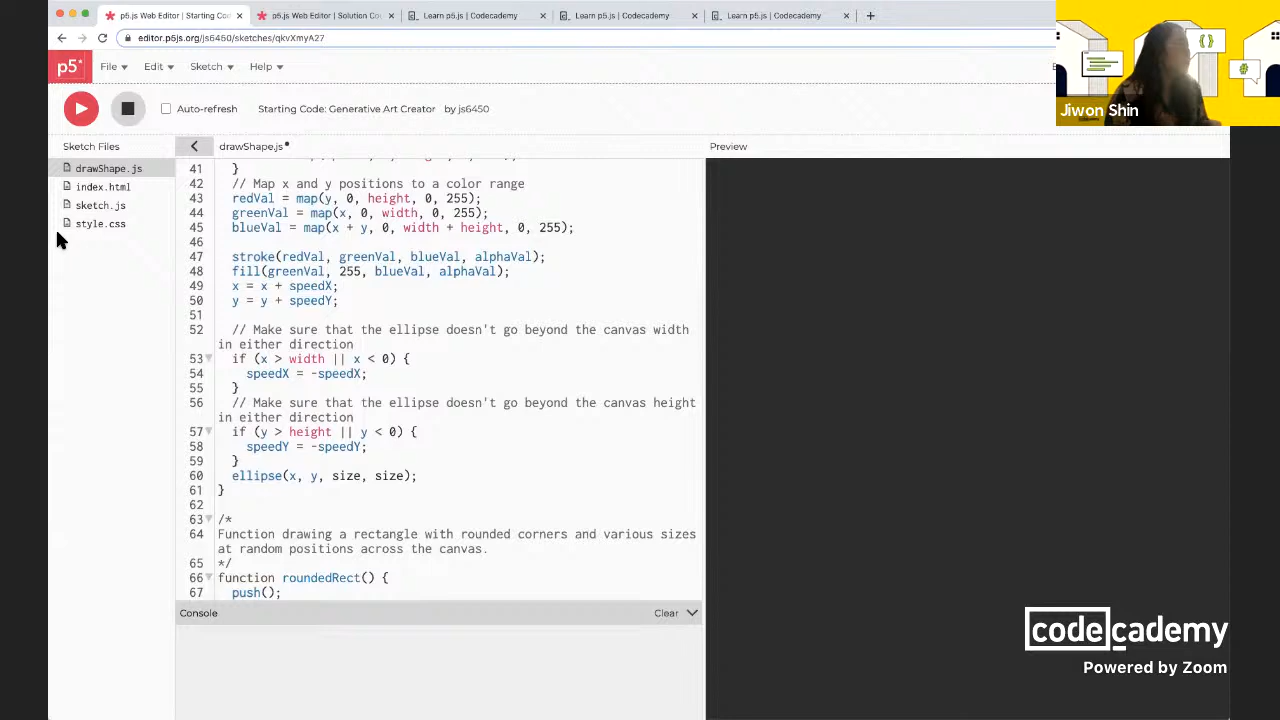 p5.js Web Editor | Starting Co
p5.js Web Editor | Solution Co
Learn p5.js | Codecademy
Learn p5.js | Codecademy
Learn p5.js | Codecademy
editor.p5js.org/js6450/sketches/qkvXmyA27
p5*
File
Edit
Sketch
Help
Auto-refresh
Starting Code: Generative Art Creator by js6450
Jiwon Shin
Sketch Files
drawShape.js
Preview
drawShape.js
index.html
sketch.js
style.css
41 }
42 // Map x and y positions to a color range
43 redVal = map(y, 0, height, 0, 255);
44 greenVal = map(x, 0, width, 0, 255);
45 blueVal = map(x + y, 0, width + height, 0, 255);
46
47 stroke(redVal, greenVal, blueVal, alphaVal);
48 fill(greenVal, 255, blueVal, alphaVal);
49 x = x + speedX;
50 y = y + speedY;
51
52 // Make sure that the ellipse doesn't go beyond the canvas width
in either direction
53 if (x > width || x < 0) {
54 speedX = -speedX;
55 }
56 // Make sure that the ellipse doesn't go beyond the canvas height
in either direction
57 if (y > height || y < 0) {
58 speedY = -speedY;
59 }
60 ellipse(x, y, size, size);
61 }
62
63 /*
64 Function drawing a rectangle with rounded corners and various sizes
at random positions across the canvas.
65 */
66 function roundedRect() {
67 push();
Console
Clear
codecademy
Powered by Zoom